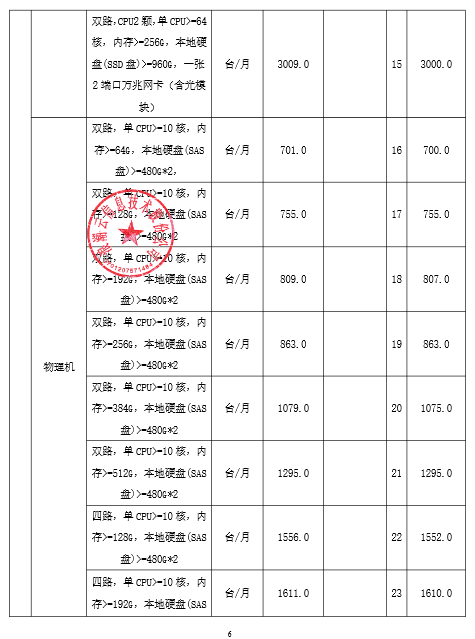 双路,CPU2 颗,单 CPU>=64
核, 内存>=256G, 本地硬
盘(SSD 盘)>=960G, 一张
2 端口万兆网卡（含光模
块）
台/月
3009.0
15
3000.0
物理机
双路, 单 CPU>=10 核, 内
存>=64G, 本地硬盘(SAS
盘)>=480G*2,
台/月
701.0
16
700.0
双路, 单 CPU>=10 核, 内
存>=128G, 本地硬盘(SAS
盘)>=480G*2
台/月
755.0
17
755.0
双路, 单 CPU>=10 核, 内
存>=192G, 本地硬盘(SAS
盘)>=480G*2
台/月
809.0
18
807.0
双路, 单 CPU>=10 核, 内
存>=256G, 本地硬盘(SAS
盘)>=480G*2
台/月
863.0
19
863.0
双路, 单 CPU>=10 核, 内
存>=384G, 本地硬盘(SAS
盘)>=480G*2
台/月
1079.0
20
1075.0
双路, 单 CPU>=10 核, 内
存>=512G, 本地硬盘(SAS
盘)>=480G*2
台/月
1295.0
21
1295.0
四路, 单 CPU>=10 核, 内
存>=128G, 本地硬盘(SAS
盘)>=480G*2
台/月
1556.0
22
1552.0
四路, 单 CPU>=10 核, 内
存>=192G, 本地硬盘(SAS
台/月
1611.0
23
1610.0
6